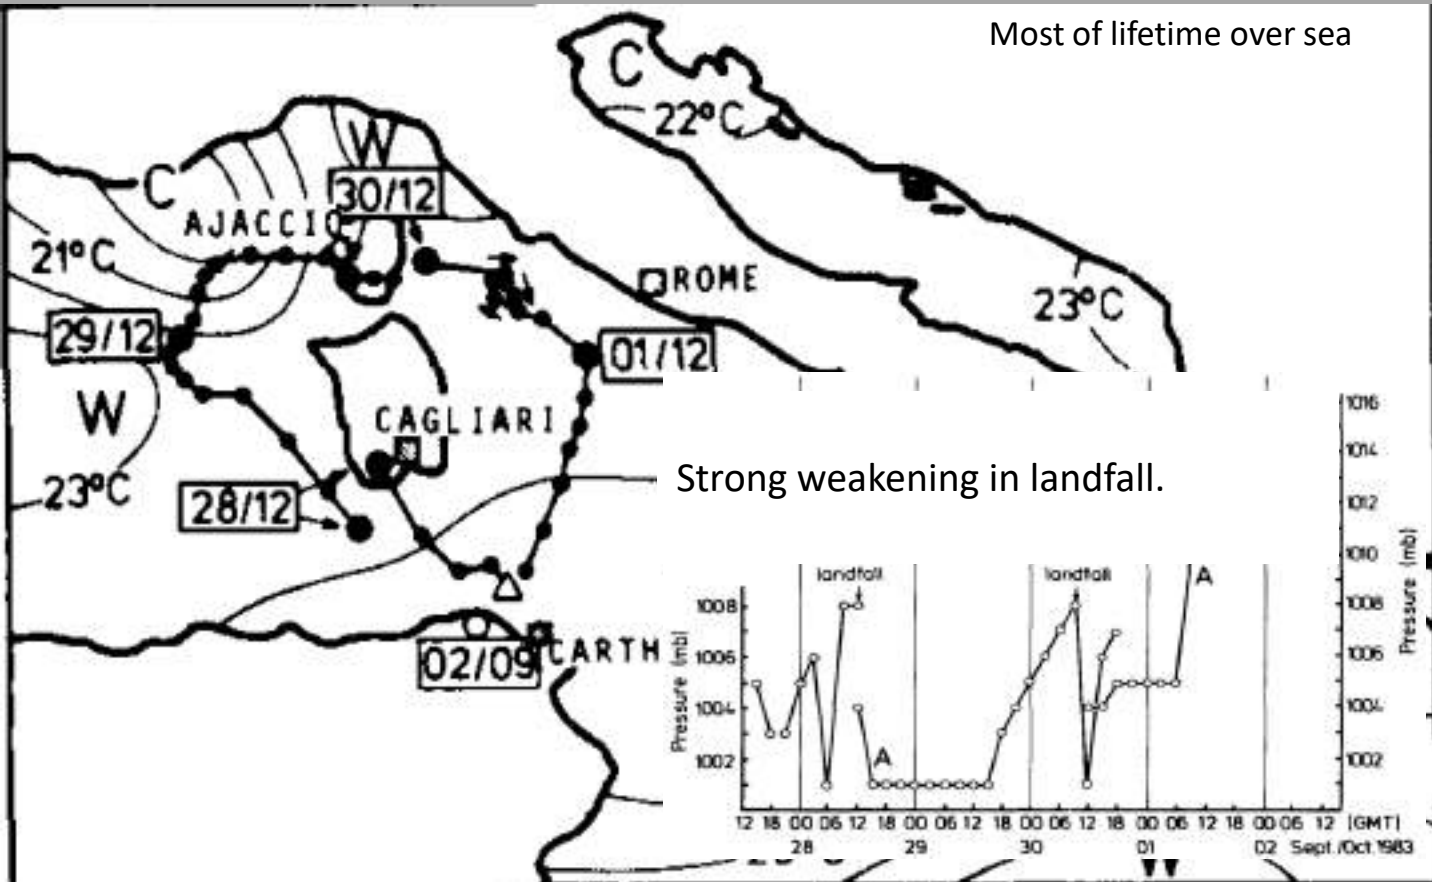 Most of lifetime over sea
C
22°C
W
C
30/12
AJACCIO
21°C
ROME
23°C
29/12
01/12
W
CAGLIARI
23°C
28/12
Strong weakening in landfall.
02/09
CARTH
1016
1014
1012
1010
1008
1006
1004
1002
Pressure (mb)
landfall
landfall
A
A
1008
1006
1004
1002
Pressure (mb)
12 18 00 06 12 18 00 06 12 18 00 06 12 18 00 06 12 18 00 06 12 (GMT)
28 29 30 01 02 Sept./Oct. 1983